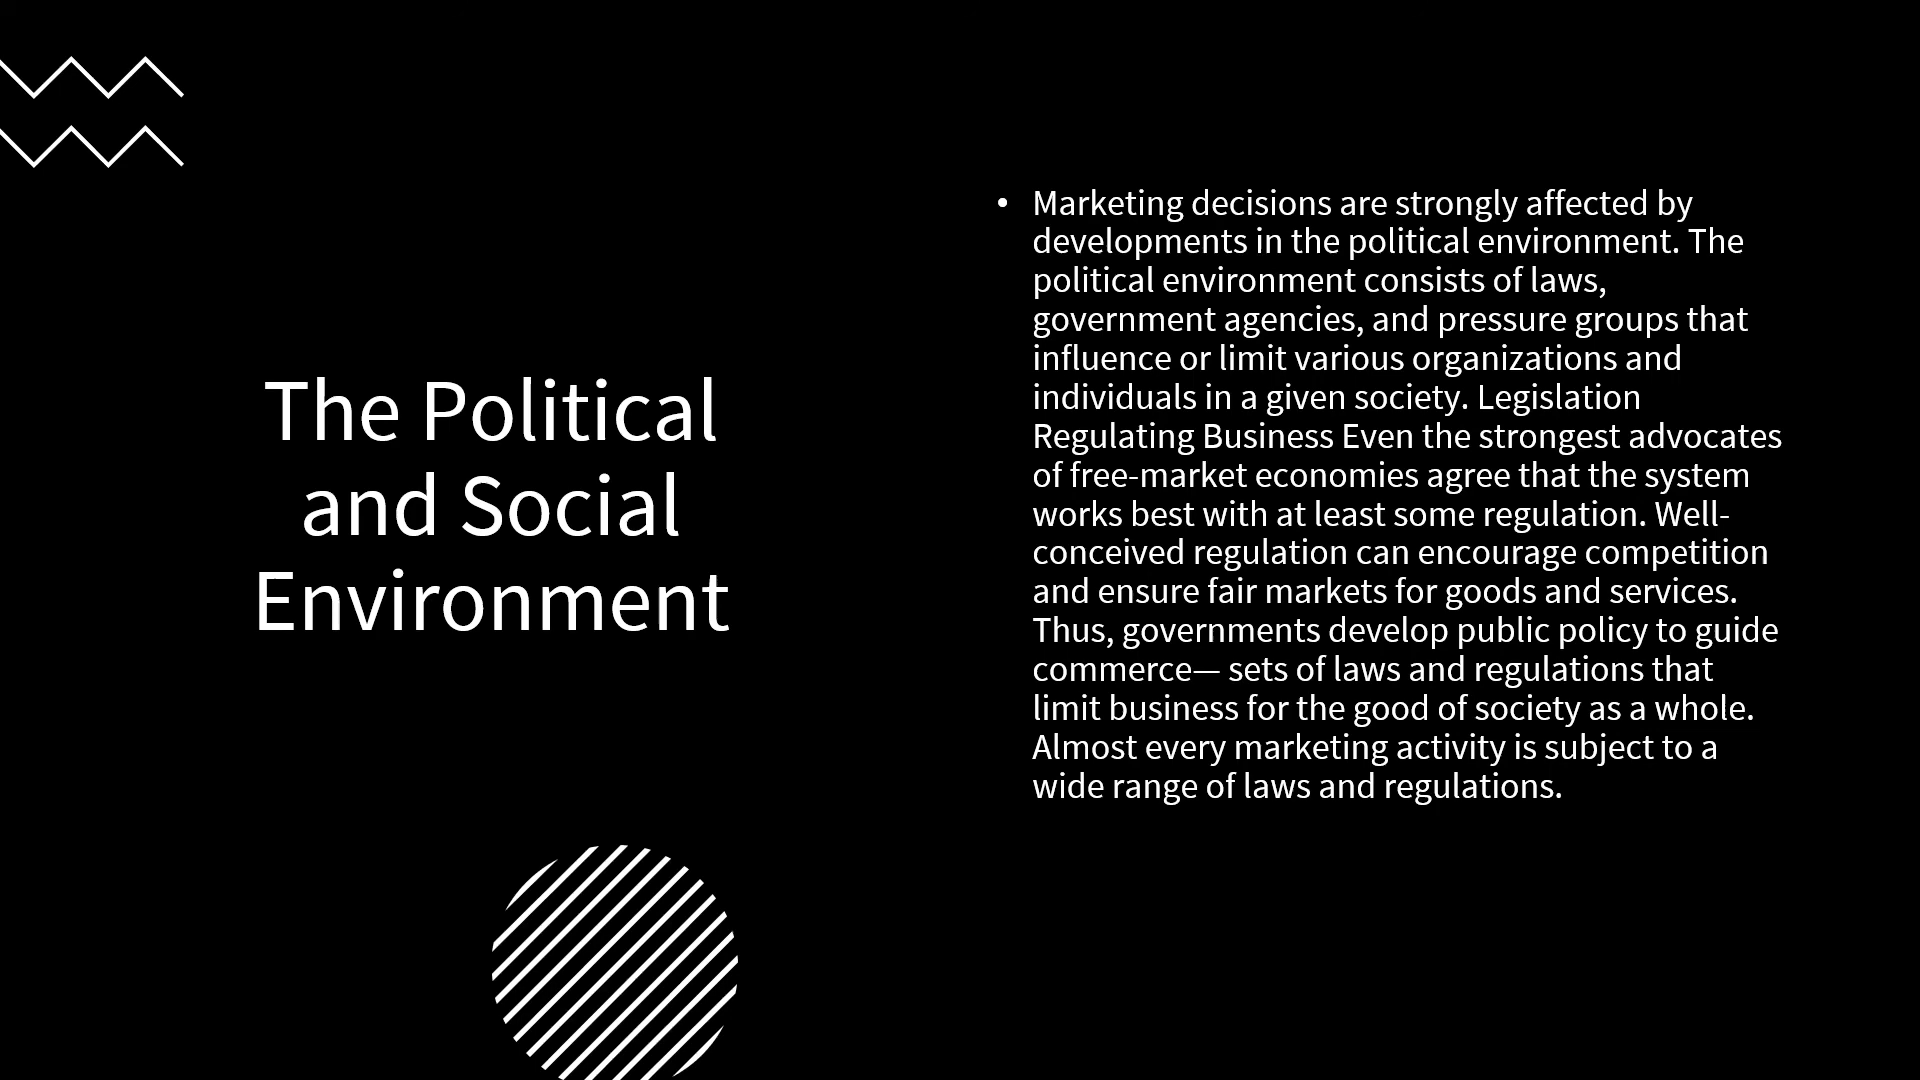 The Political
and Social
Environment
• Marketing decisions are strongly affected by
developments in the political environment. The
political environment consists of laws,
government agencies, and pressure groups that
influence or limit various organizations and
individuals in a given society. Legislation
Regulating Business Even the strongest advocates
of free-market economies agree that the system
works best with at least some regulation. Well-
conceived regulation can encourage competition
and ensure fair markets for goods and services.
Thus, governments develop public policy to guide
commerce— sets of laws and regulations that
limit business for the good of society as a whole.
Almost every marketing activity is subject to a
wide range of laws and regulations.